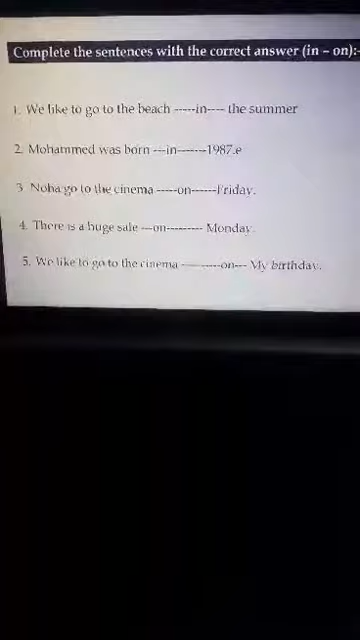 Complete the sentences with the correct answer (in – on):-
1. We like to go to the beach -----in---- the summer
2. Mohammed was born ---in-------1987.e
3 Noha go to the cinema -----on------Friday.
4. There is a huge sale ---on--------- Monday.
5. We like to go to the cinema ----------on--- My birthday.